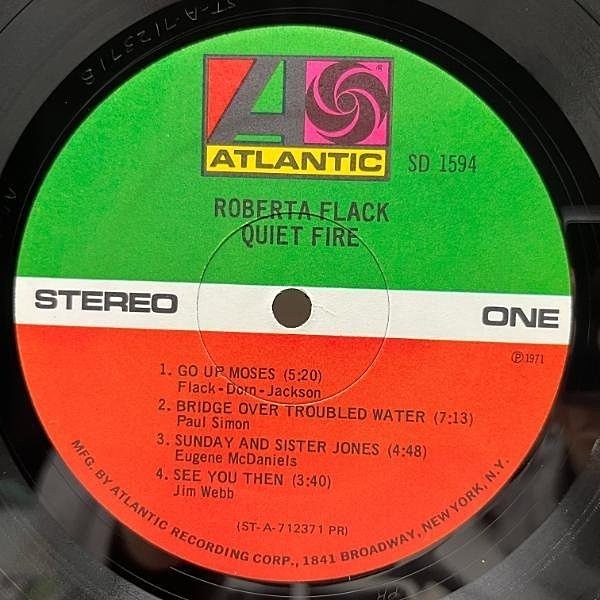 ST-A-712371G
ATLANTIC
SD 1594
ROBERTA FLACK
QUIET FIRE
STEREO
ONE
℗ 1971
1. GO UP MOSES (5:20)
Flack-Dorn-Jackson
2. BRIDGE OVER TROUBLED WATER (7:13)
Paul Simon
3. SUNDAY AND SISTER JONES (4:48)
Eugene McDaniels
4. SEE YOU THEN (3:40)
Jim Webb
(ST-A-712371 PR)
MFG. BY ATLANTIC RECORDING CORP., 1841 BROADWAY, NEW YORK, N.Y.